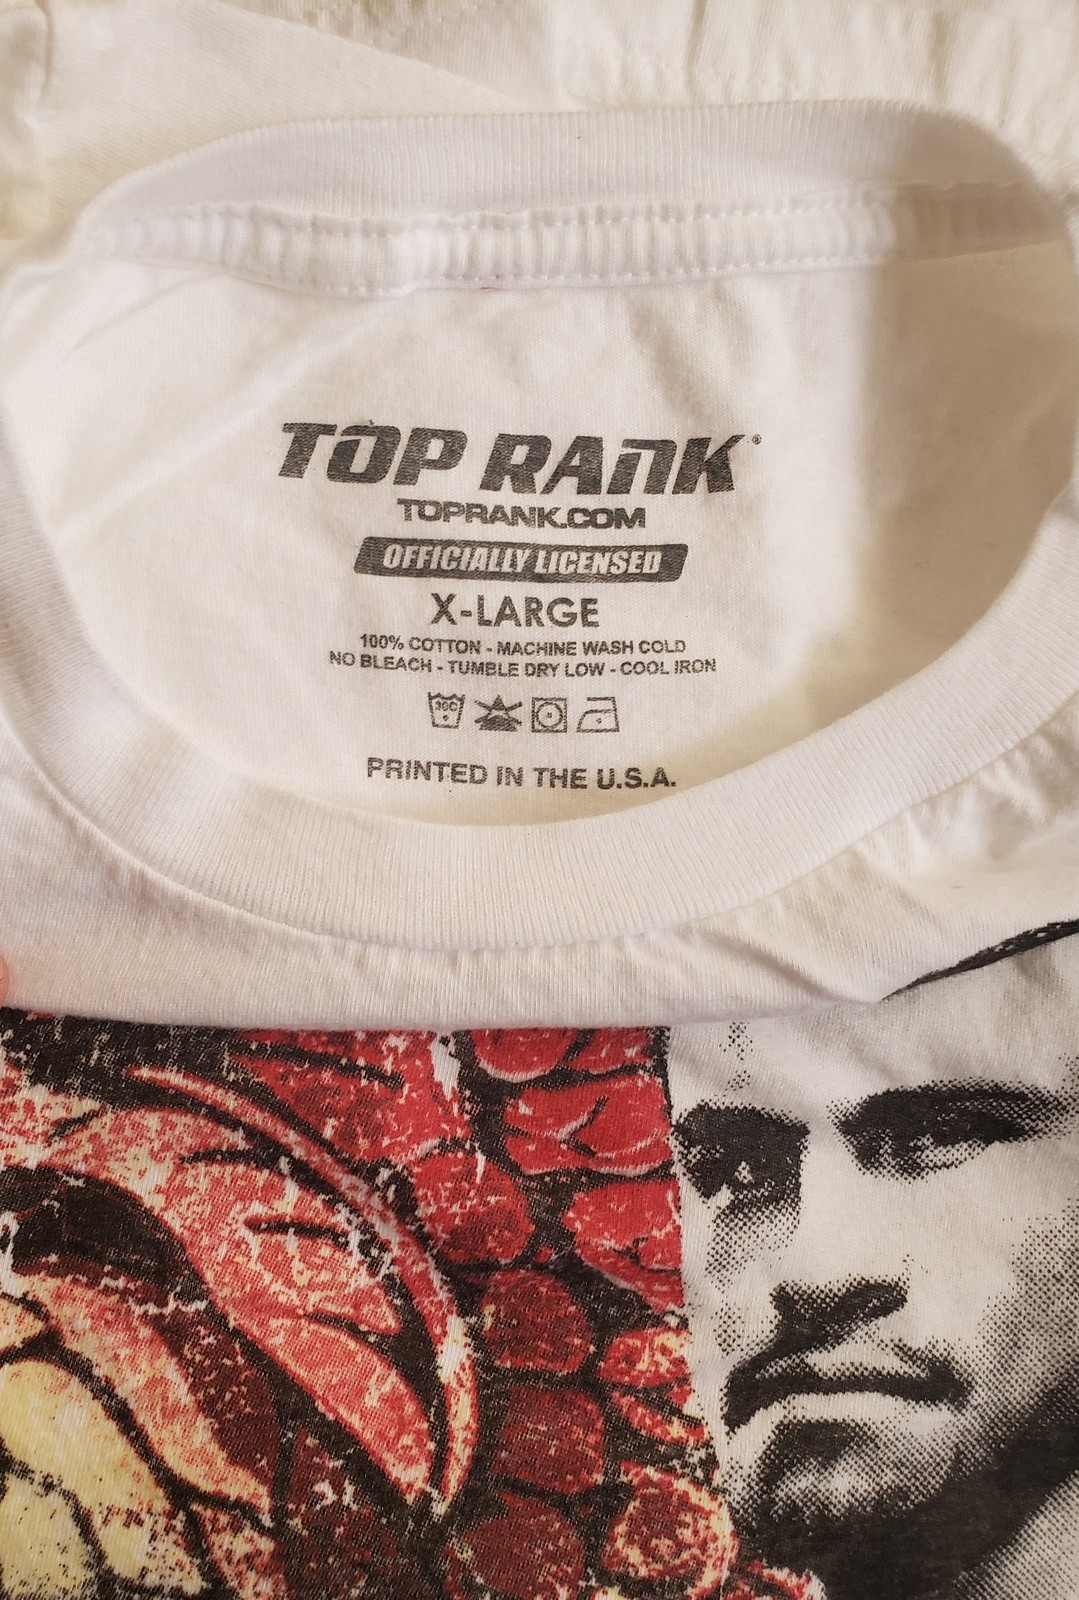 TOP RANK®
TOPRANK.COM
OFFICIALLY LICENSED
X-LARGE
100% COTTON - MACHINE WASH COLD
NO BLEACH - TUMBLE DRY LOW - COOL IRON
30C
PRINTED IN THE U.S.A.